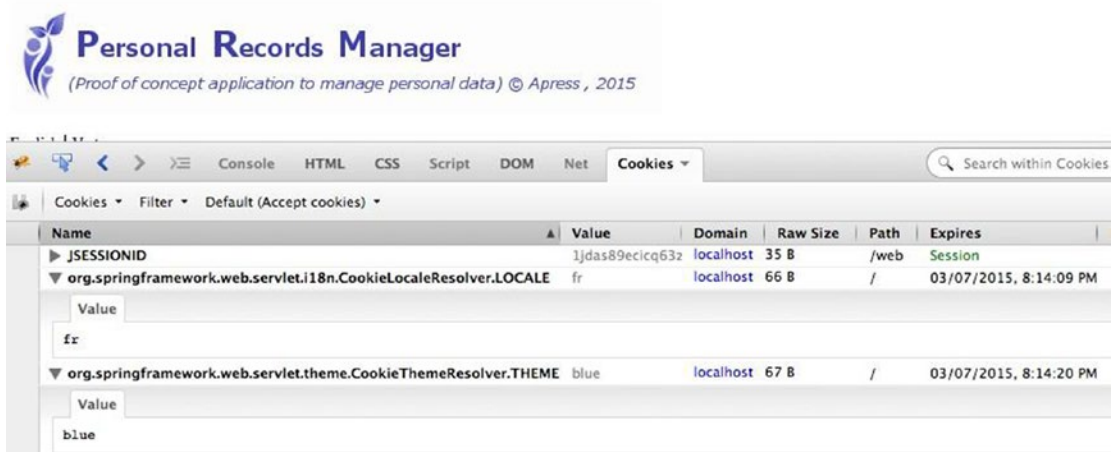 Personal Records Manager
(Proof of concept application to manage personal data) © Apress , 2015
Console HTML CSS Script DOM Net Cookies Search within Cookies
Cookies Filter Default (Accept cookies)
Name Value Domain Raw Size Path Expires
JSESSIONID 1jdas89ecicq63z localhost 35 B /web Session
org.springframework.web.servlet.i18n.CookieLocaleResolver.LOCALE fr localhost 66 B / 03/07/2015, 8:14:09 PM
Value
fr
org.springframework.web.servlet.theme.CookieThemeResolver.THEME blue localhost 67 B / 03/07/2015, 8:14:20 PM
Value
blue